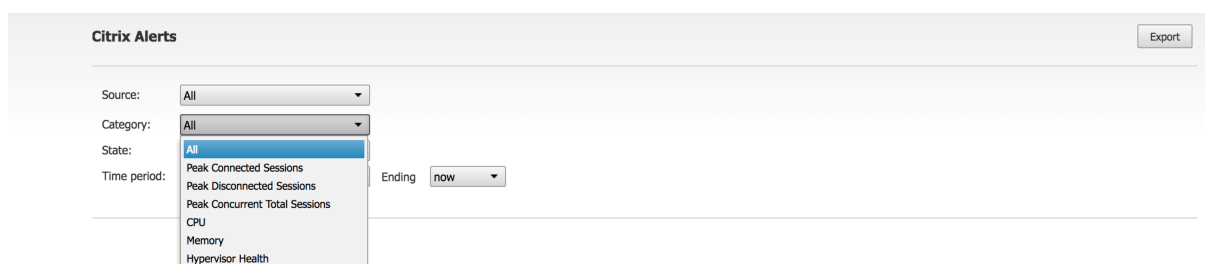 Citrix Alerts
Export
Source: All
Category: All
State:
All
Peak Connected Sessions
Time period:
Ending now
Peak Disconnected Sessions
Peak Concurrent Total Sessions
CPU
Memory
Hypervisor Health